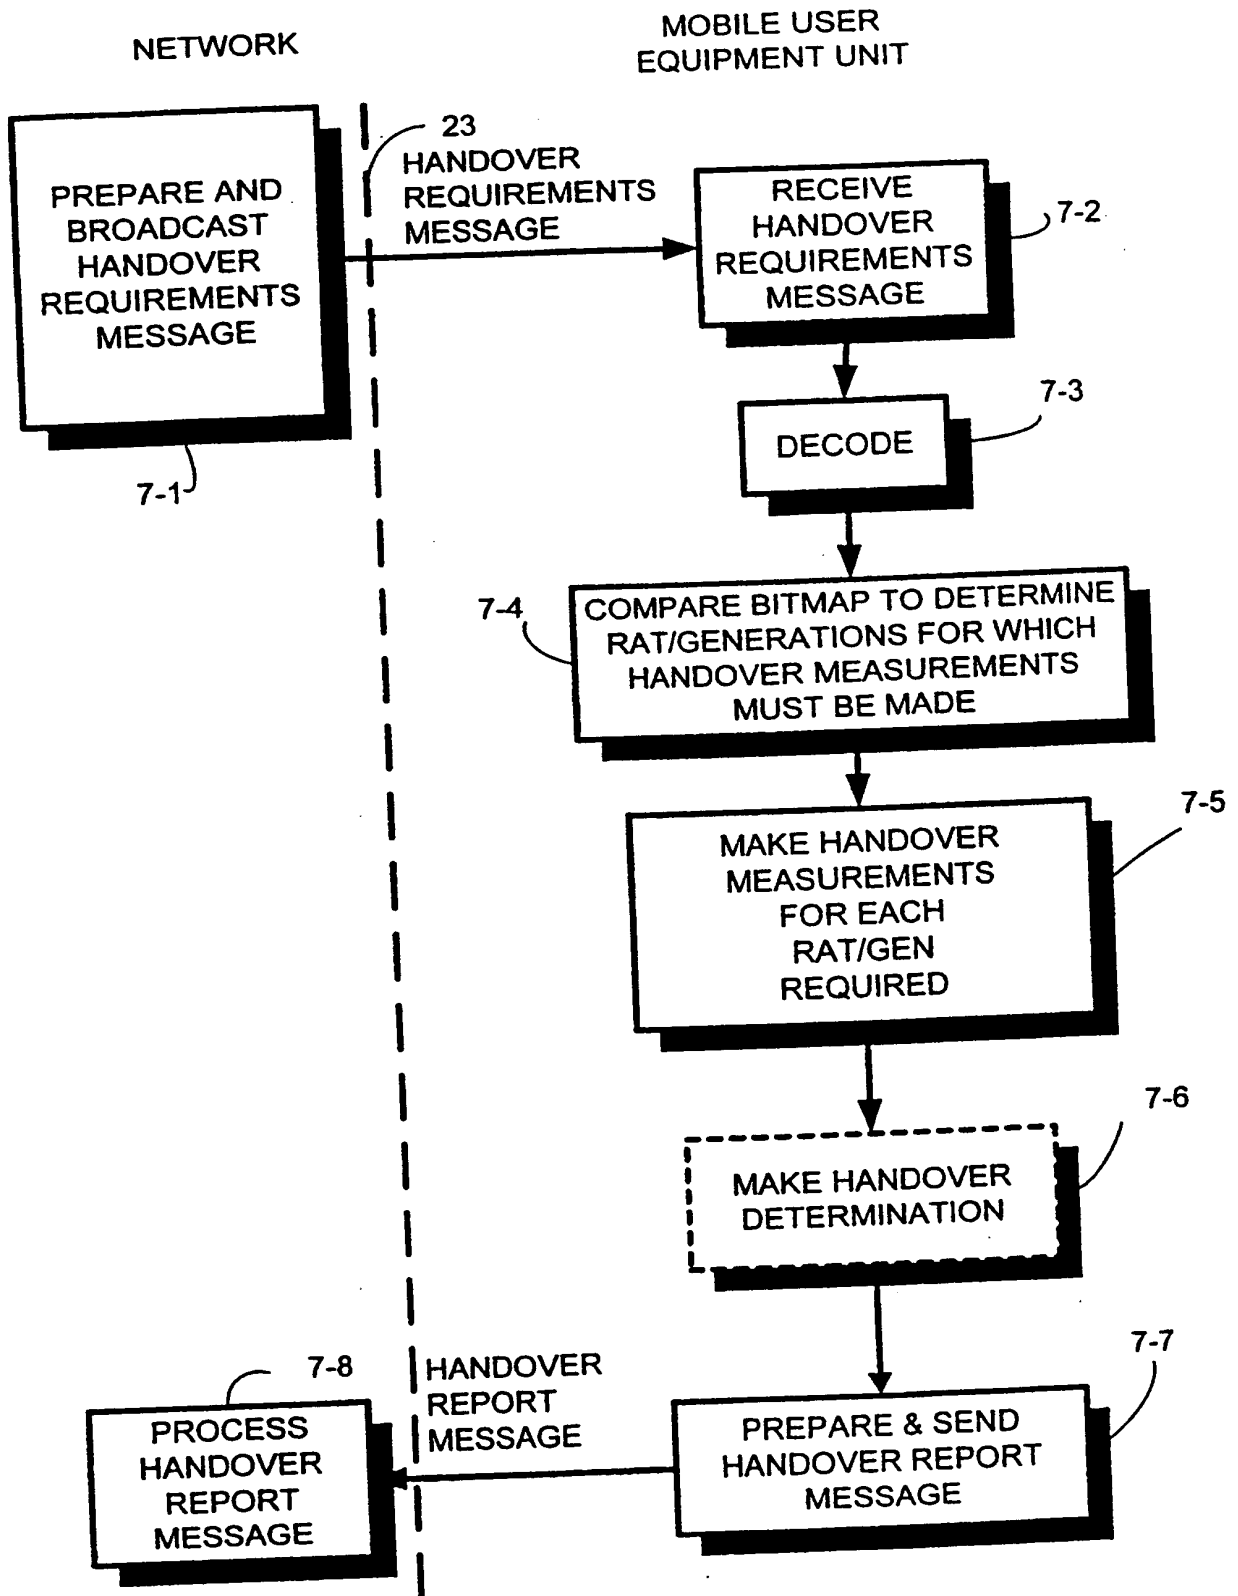 NETWORK
MOBILE USER
EQUIPMENT UNIT
PREPARE AND
BROADCAST
HANDOVER
REQUIREMENTS
MESSAGE
7-1
23
HANDOVER
REQUIREMENTS
MESSAGE
RECEIVE
HANDOVER
REQUIREMENTS
MESSAGE
7-2
DECODE
7-3
7-4
COMPARE BITMAP TO DETERMINE
RAT/GENERATIONS FOR WHICH
HANDOVER MEASUREMENTS
MUST BE MADE
MAKE HANDOVER
MEASUREMENTS
FOR EACH
RAT/GEN
REQUIRED
7-5
MAKE HANDOVER
DETERMINATION
7-6
PREPARE & SEND
HANDOVER REPORT
MESSAGE
7-7
HANDOVER
REPORT
MESSAGE
7-8
PROCESS
HANDOVER
REPORT
MESSAGE